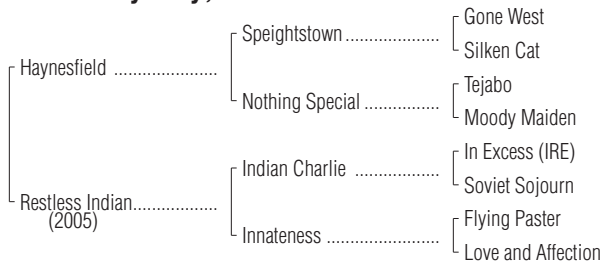 Gone West
Speightstown ...................
Silken Cat
Haynesfield .....................
Tejabo
Nothing Special ...............
Moody Maiden
In Excess (IRE)
Indian Charlie .................
Soviet Sojourn
Restless Indian.................
(2005)
Flying Paster
Innateness ......................
Love and Affection